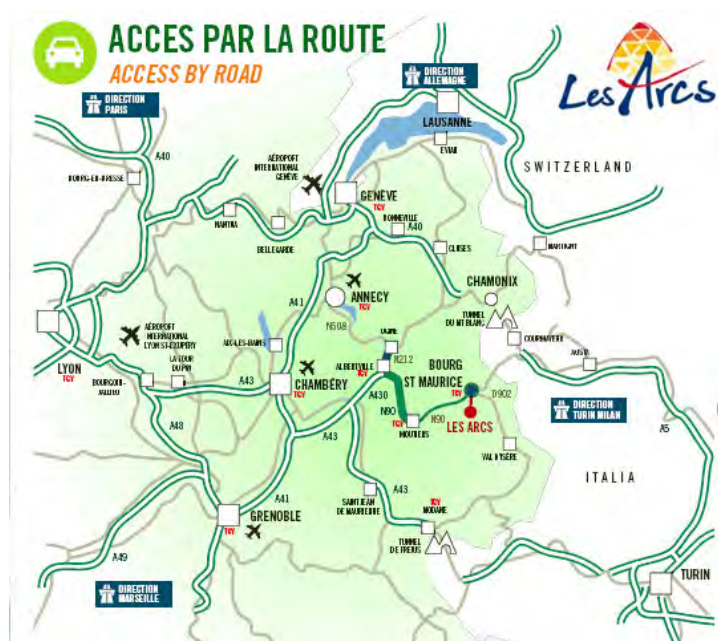 ACCES PAR LA ROUTE
ACCESS BY ROAD
Les Arcs
DIRECTION
ALLEMAGNE
DIRECTION
PARIS
LAUSANNE
EVIAN
SWITZERLAND
A40
AÉROPORT
INTERNATIONAL
GENÈVE
BOURG-EN-BRESSE
GENÈVE
TGV
NANTUA
BONNEVILLE
A40
BELLEGARDE
CLUSES
MARTIGNY
CHAMONIX
A41
ANNECY
TGV
TUNNEL
DU MT BLANC
N508
AÉROPORT
INTERNATIONAL
LYON ST-EXUPÉRY
AIX-LES-BAINS
UGINE
COURMAYEUR
AOSTA
N212
LYON
TGV
LA TOUR
DU PIN
ALBERTVILLE
TGV
BOURG
ST MAURICE
TGV
BOURGOIN-
JALLIEU
A43
CHAMBÉRY
TGV
A430
D902
DIRECTION
TURIN MILAN
A5
N90
N90
LES ARCS
TGV
MOUTIERS
A48
A43
VAL D'ISÈRE
ITALIA
A41
SAINT JEAN
DE MAURIENNE
A43
TGV
MODANE
GRENOBLE
TGV
TUNNEL
DE FREJUS
A49
TURIN
DIRECTION
MARSEILLE